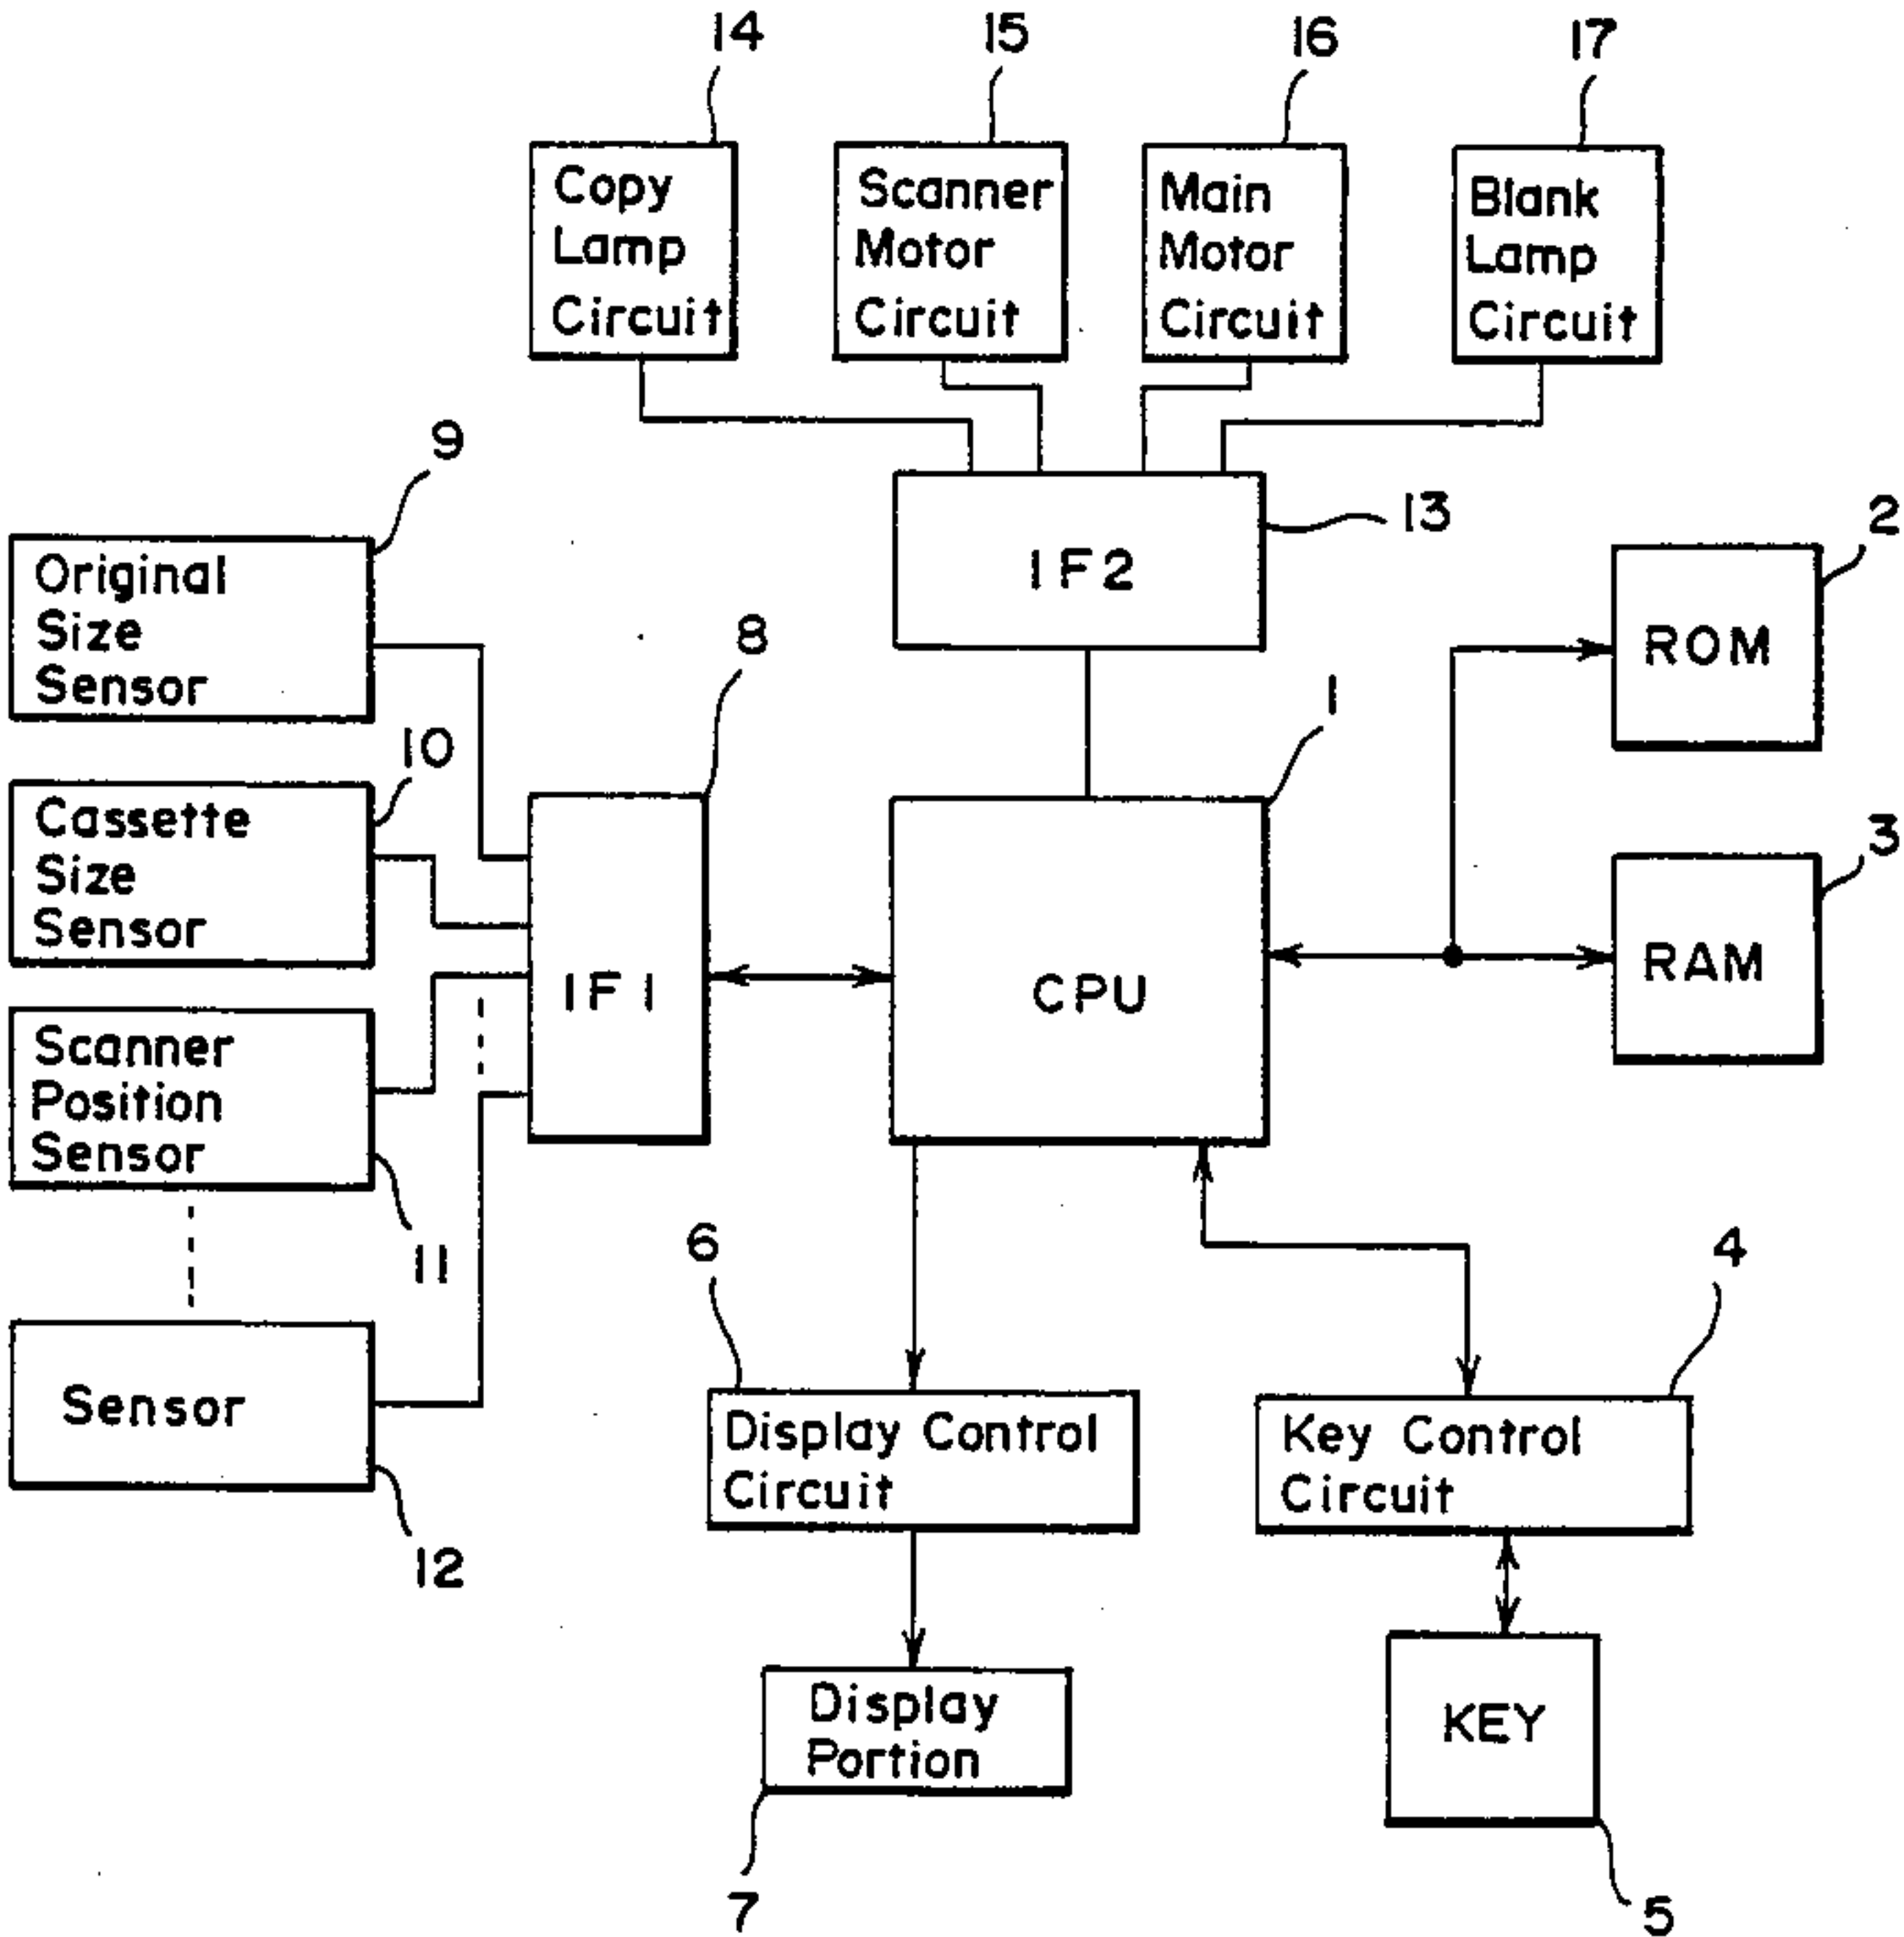 14
15
16
17
Copy
Lamp
Circuit
Scanner
Motor
Circuit
Main
Motor
Circuit
Blank
Lamp
Circuit
9
13
2
Original
Size
Sensor
IF2
ROM
8
1
10
Cassette
Size
Sensor
3
IF1
CPU
RAM
Scanner
Position
Sensor
11
6
4
Sensor
12
Display Control
Circuit
Key Control
Circuit
Display
Portion
KEY
7
5